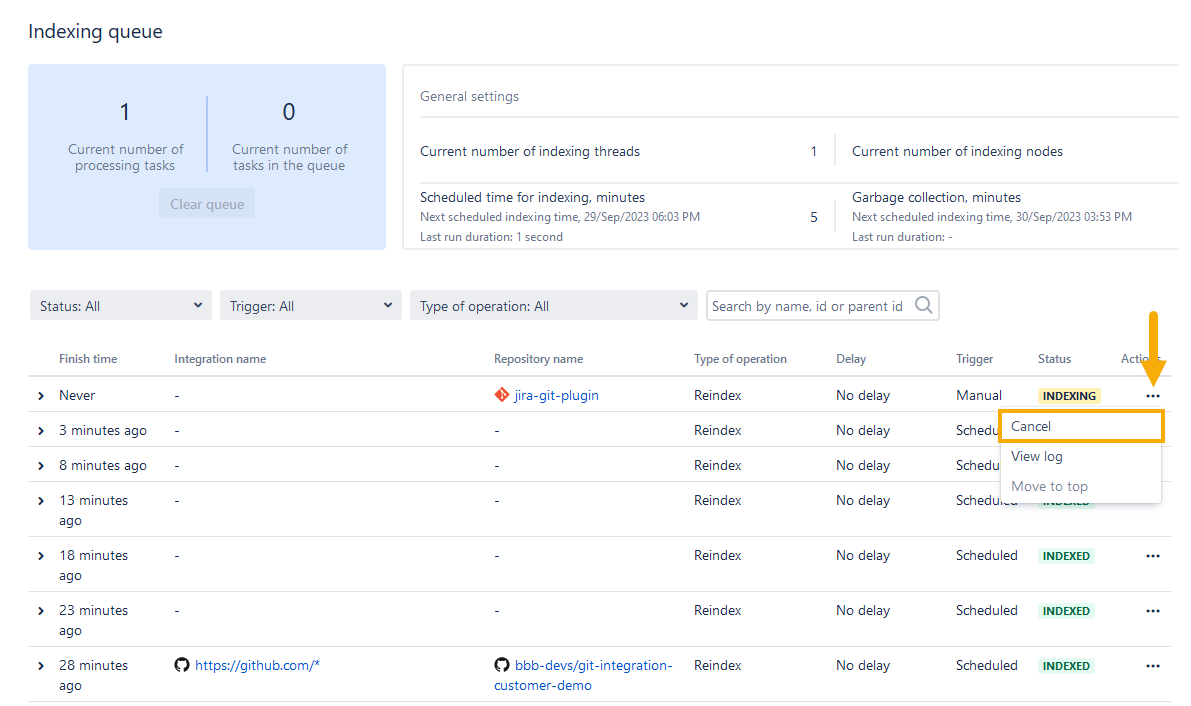 Indexing queue
1
0
Current number of
processing tasks
Current number of
tasks in the queue
Clear queue
General settings
Current number of indexing threads
1
Current number of indexing nodes
Scheduled time for indexing, minutes
Next scheduled indexing time, 29/Sep/2023 06:03 PM
Last run duration: 1 second
5
Garbage collection, minutes
Next scheduled indexing time, 30/Sep/2023 03:53 PM
Last run duration: -
Status: All
Trigger: All
Type of operation: All
Search by name, id or parent id
Finish time Integration name Repository name Type of operation Delay Trigger Status Actions
Never - jira-git-plugin Reindex No delay Manual INDEXING
3 minutes ago - - Reindex No delay
8 minutes ago - - Reindex No delay
Cancel
View log
Move to top
13 minutes - - Reindex No delay Scheduled INDEXED
ago
18 minutes - - Reindex No delay Scheduled INDEXED
ago
23 minutes - - Reindex No delay Scheduled INDEXED
ago
28 minutes https://github.com/* bbb-devs/git-integration- Reindex No delay Scheduled INDEXED
ago customer-demo